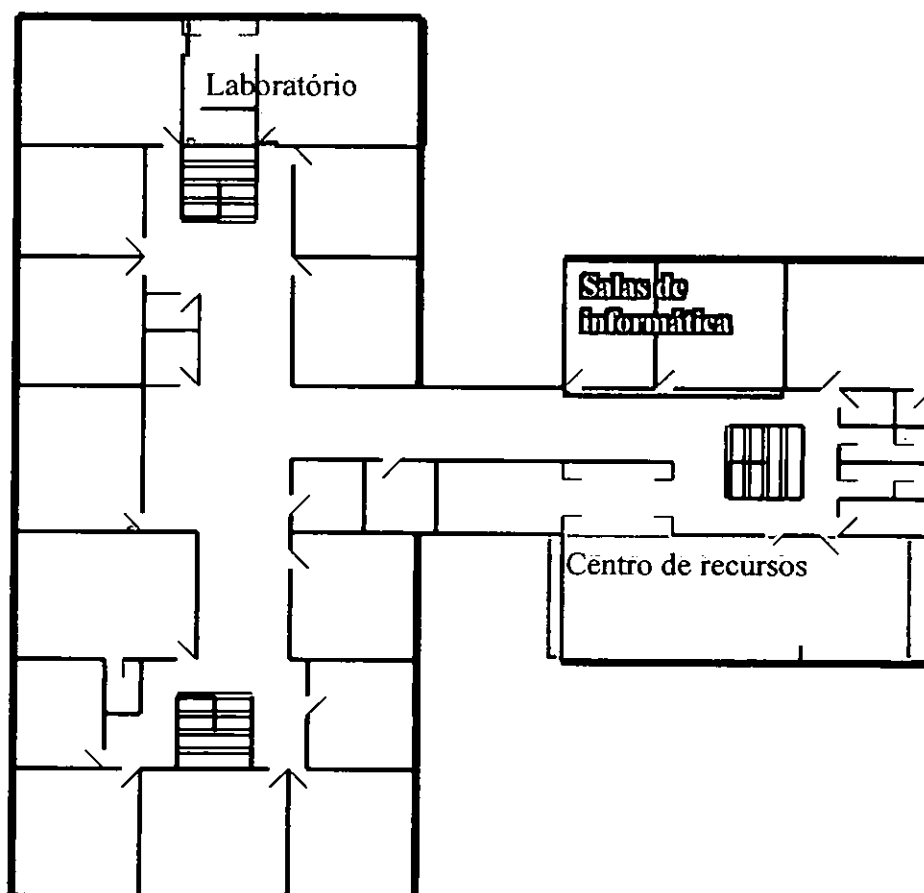 Laboratório
Salas de
informática
Centro de recursos